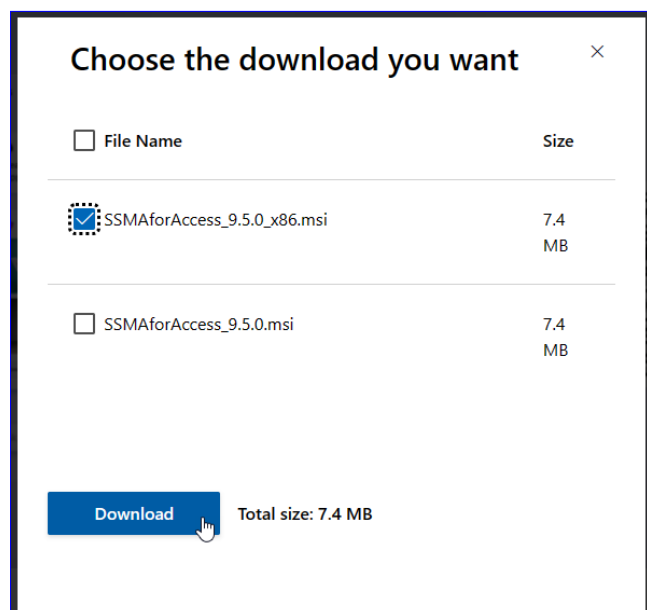 Choose the download you want
File Name Size
SSMAforAccess_9.5.0_x86.msi 7.4
MB
SSMAforAccess_9.5.0.msi 7.4
MB
Download Total size: 7.4 MB